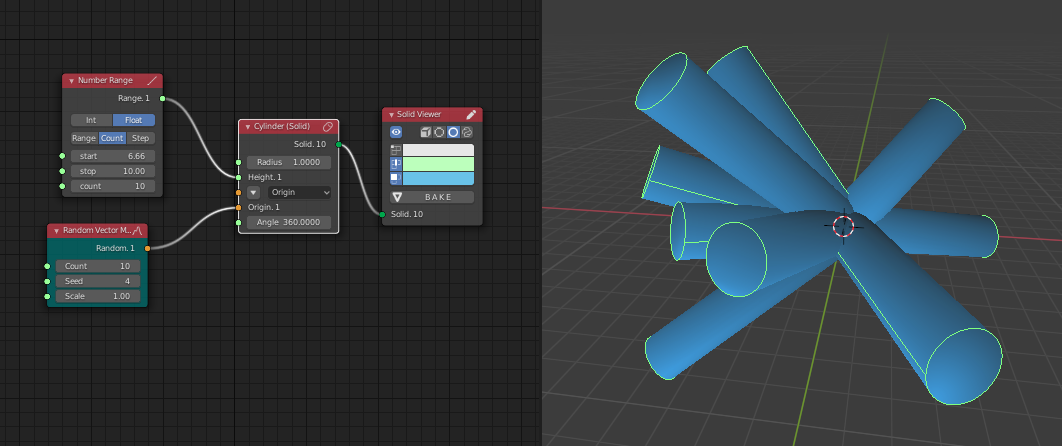 Number Range
Range. 1
Int Float
Range Count Step
start 6.66
stop 10.00
count 10
Random Vector M...
Random. 1
Count 10
Seed 4
Scale 1.00
Cylinder (Solid)
Solid. 10
Radius 1.0000
Height. 1
Origin
Origin. 1
Angle 360.0000
Solid Viewer
BAKE
Solid. 10